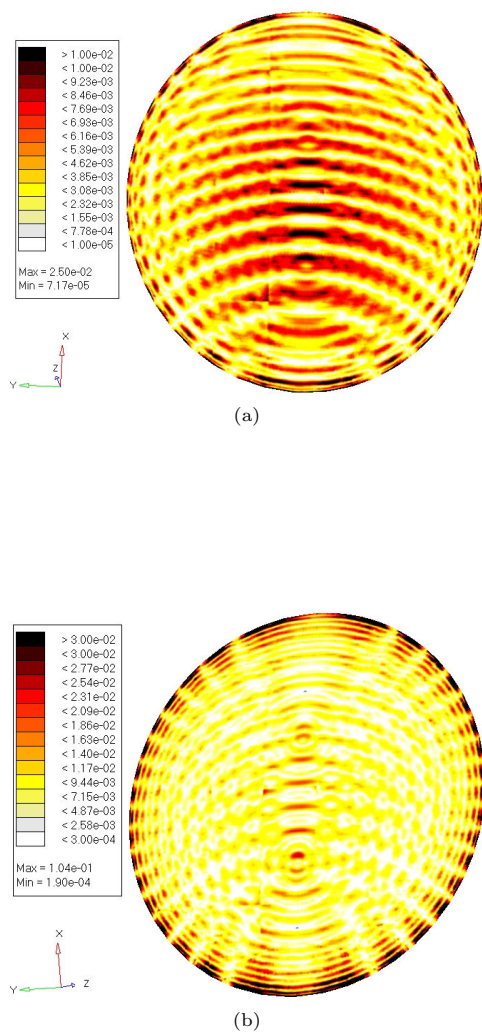 > 1.00e-02
< 1.00e-02
< 9.23e-03
< 8.46e-03
< 7.69e-03
< 6.93e-03
< 6.16e-03
< 5.39e-03
< 4.62e-03
< 3.85e-03
< 3.08e-03
< 2.32e-03
< 1.55e-03
< 7.78e-04
< 1.00e-05
Max = 2.50e-02
Min = 7.17e-05
X
Z
Y
(a)
> 3.00e-02
< 3.00e-02
< 2.77e-02
< 2.54e-02
< 2.31e-02
< 2.09e-02
< 1.86e-02
< 1.63e-02
< 1.40e-02
< 1.17e-02
< 9.44e-03
< 7.15e-03
< 4.87e-03
< 2.58e-03
< 3.00e-04
Max = 1.04e-01
Min = 1.90e-04
X
Y
Z
(b)